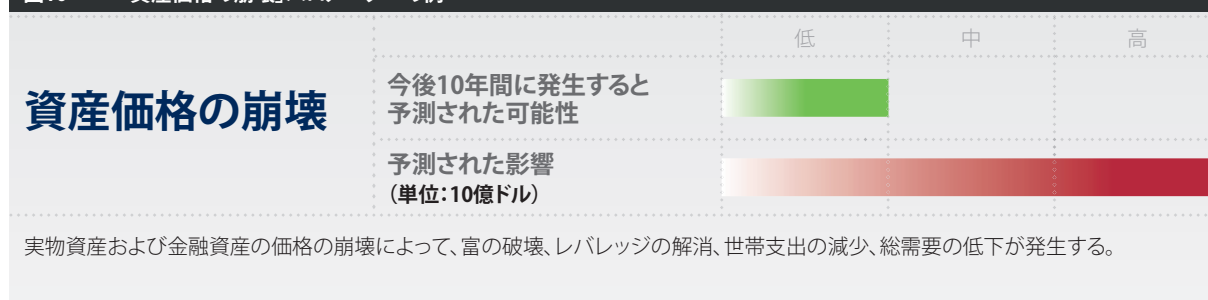 低 中 高
資産価格の崩壊
今後10年間に発生すると
予測された可能性
予測された影響
（単位：10億ドル）
実物資産および金融資産の価格の崩壊によって、富の破壊、レバレッジの解消、世帯支出の減少、総需要の低下が発生する。